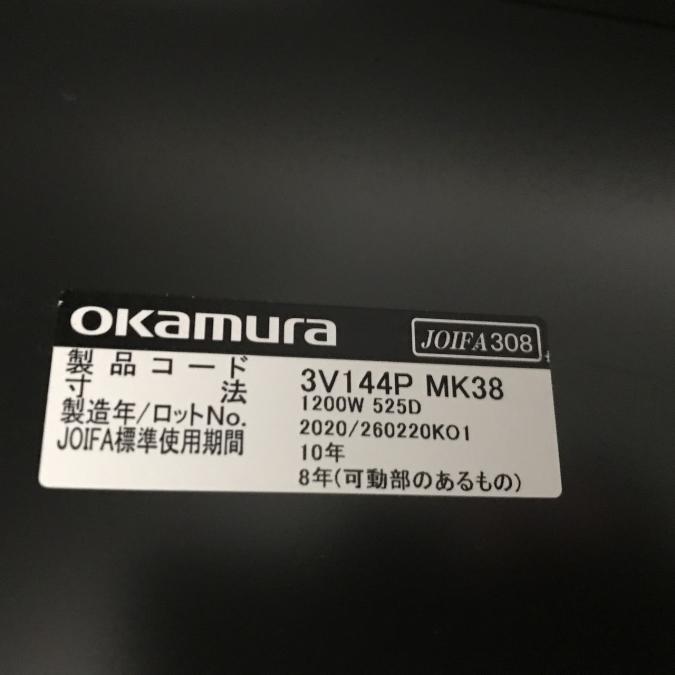 okamura
JOIFA308
製品コード 3V144P MK38
寸法 1200W 525D
製造年/ロットNo. 2020/260220K01
JOIFA標準使用期間 10年
8年(可動部のあるもの)